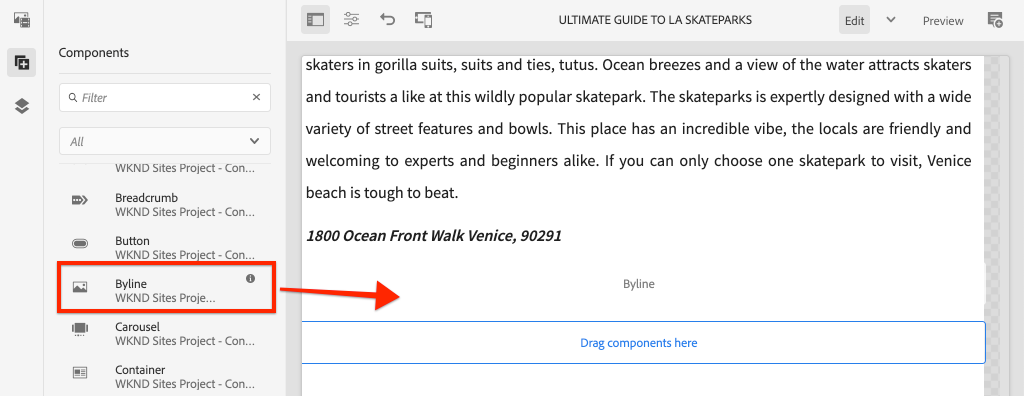 ULTIMATE GUIDE TO LA SKATEPARKS
Edit
Preview
Components
Filter
All
WKND Sites Project - Con...
Breadcrumb
WKND Sites Project - Con...
Button
WKND Sites Project - Con...
Byline
WKND Sites Proje...
Carousel
WKND Sites Project - Con...
Container
WKND Sites Project - Con...
skaters in gorilla suits, suits and ties, tutus. Ocean breezes and a view of the water attracts skaters
and tourists a like at this wildly popular skatepark. The skateparks is expertly designed with a wide
variety of street features and bowls. This place has an incredible vibe, the locals are friendly and
welcoming to experts and beginners alike. If you can only choose one skatepark to visit, Venice
beach is tough to beat.
1800 Ocean Front Walk Venice, 90291
Byline
Drag components here